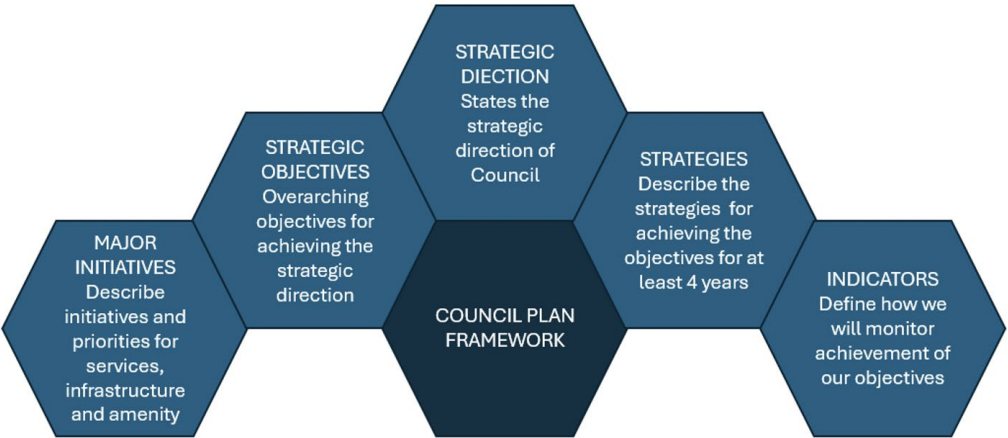 STRATEGIC
DIECTION
States the
strategic
direction of
Council
STRATEGIC
OBJECTIVES
Overarching
objectives for
achieving the
strategic
direction
STRATEGIES
Describe the
strategies for
achieving the
objectives for at
least 4 years
MAJOR
INITIATIVES
Describe
initiatives and
priorities for
services,
infrastructure
and amenity
COUNCIL PLAN
FRAMEWORK
INDICATORS
Define how we
will monitor
achievement of
our objectives